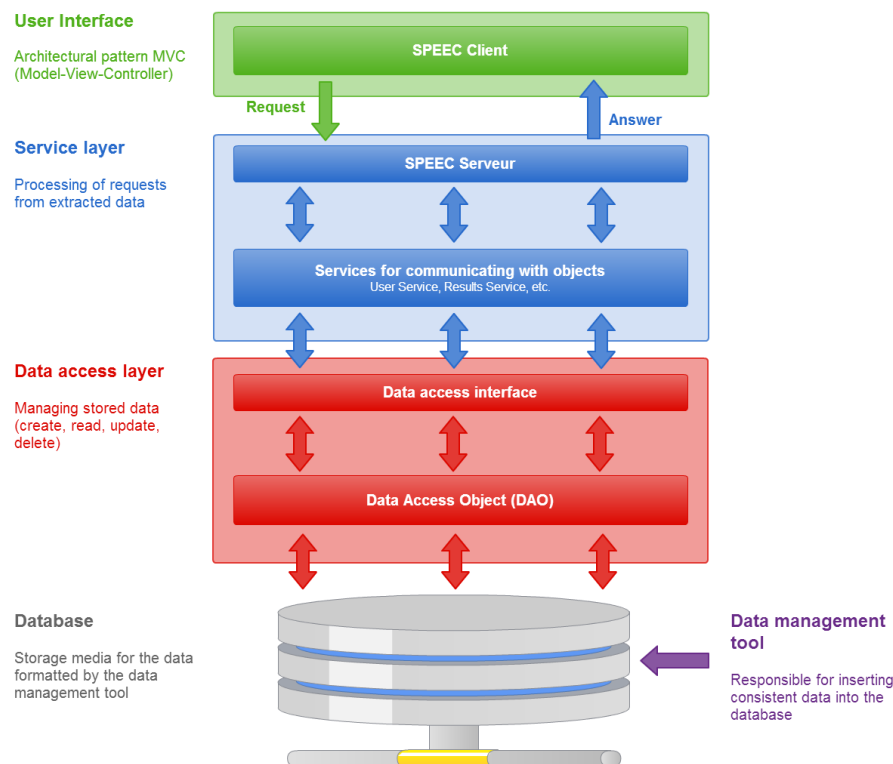 User Interface
Architectural pattern MVC
(Model-View-Controller)
SPEEC Client
Request
Answer
Service layer
Processing of requests
from extracted data
SPEEC Serveur
Services for communicating with objects
User Service, Results Service, etc.
Data access layer
Managing stored data
(create, read, update,
delete)
Data access interface
Data Access Object (DAO)
Database
Storage media for the data
formatted by the data
management tool
Data management
tool
Responsible for inserting
consistent data into the
database